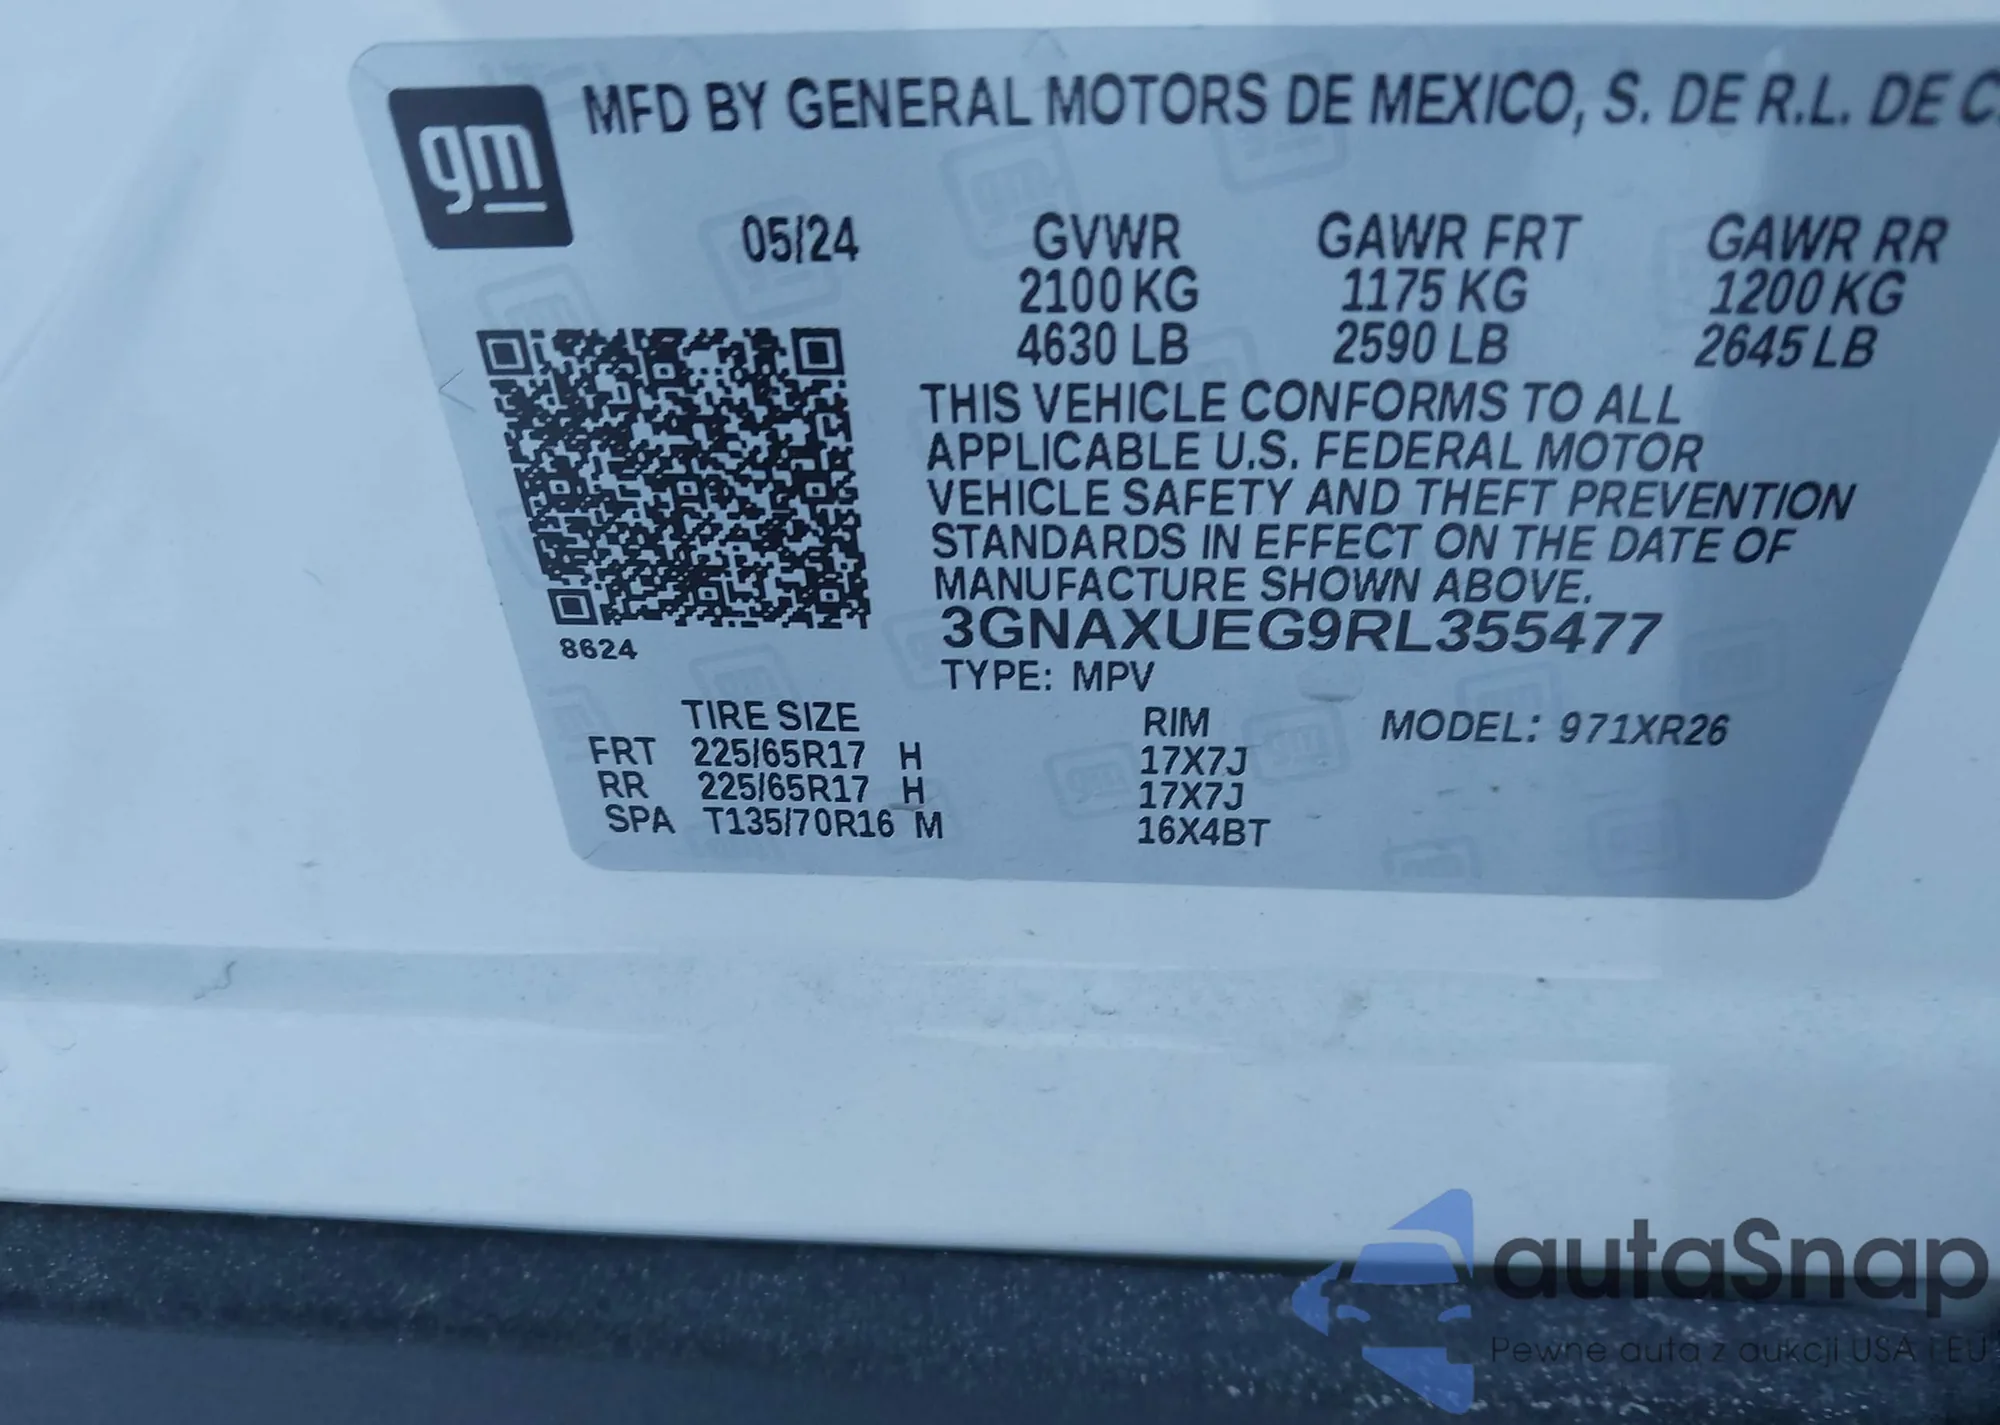 gm
MFD BY GENERAL MOTORS DE MEXICO, S. DE R.L. DE C.
05/24 GVWR GAWR FRT GAWR RR
2100 KG 1175 KG 1200 KG
4630 LB 2590 LB 2645 LB
THIS VEHICLE CONFORMS TO ALL
APPLICABLE U.S. FEDERAL MOTOR
VEHICLE SAFETY AND THEFT PREVENTION
STANDARDS IN EFFECT ON THE DATE OF
MANUFACTURE SHOWN ABOVE.
3GNAXUEG9RL355477
8624
TYPE: MPV
TIRE SIZE RIM MODEL: 971XR26
FRT 225/65R17 H 17X7J
RR 225/65R17 H 17X7J
SPA T135/70R16 M 16X4BT
autaSnap
Pewne auta z aukcji USA i EU